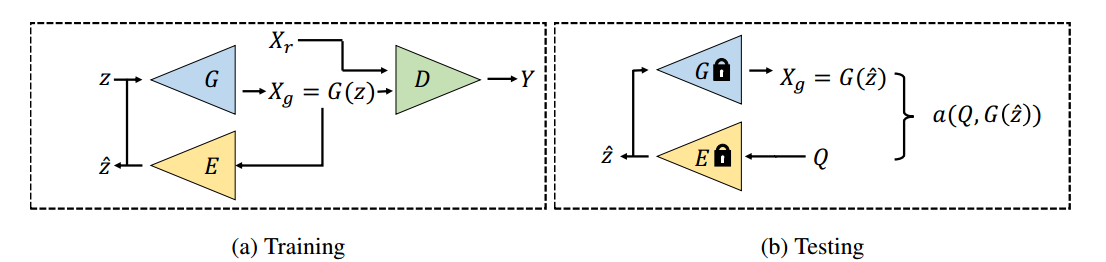 X_r
z G D Y
X_g = G(z)
ẑ E
(a) Training
G X_g = G(ẑ)
a(Q, G(ẑ))
ẑ E Q
(b) Testing